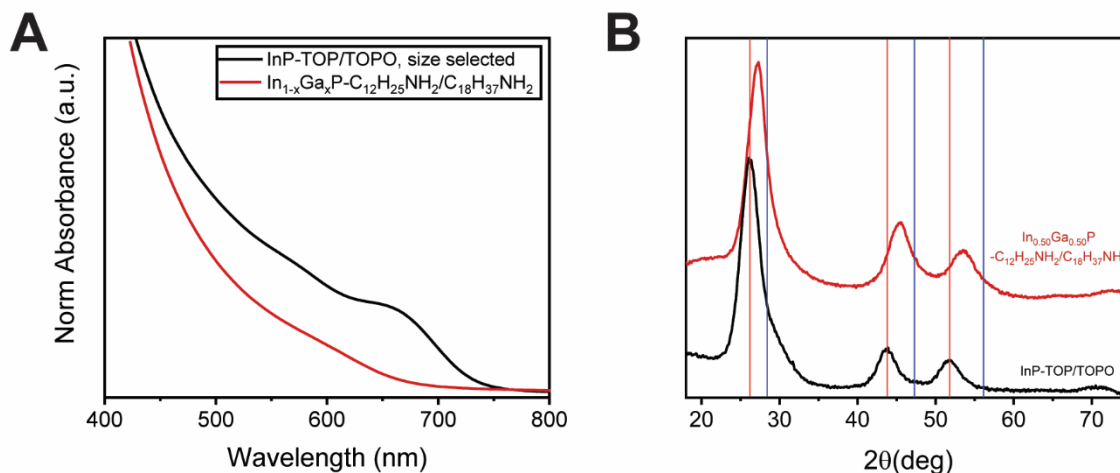 A
Norm Absorbance (a.u.)
InP-TOP/TOPO, size selected
In₁₋ₓGaₓP-C₁₂H₂₅NH₂/C₁₈H₃₇NH₂
400 500 600 700 800
Wavelength (nm)
B
In₀.₅₀Ga₀.₅₀P
-C₁₂H₂₅NH₂/C₁₈H₃₇NH
InP-TOP/TOPO
20 30 40 50 60 70
2θ(deg)